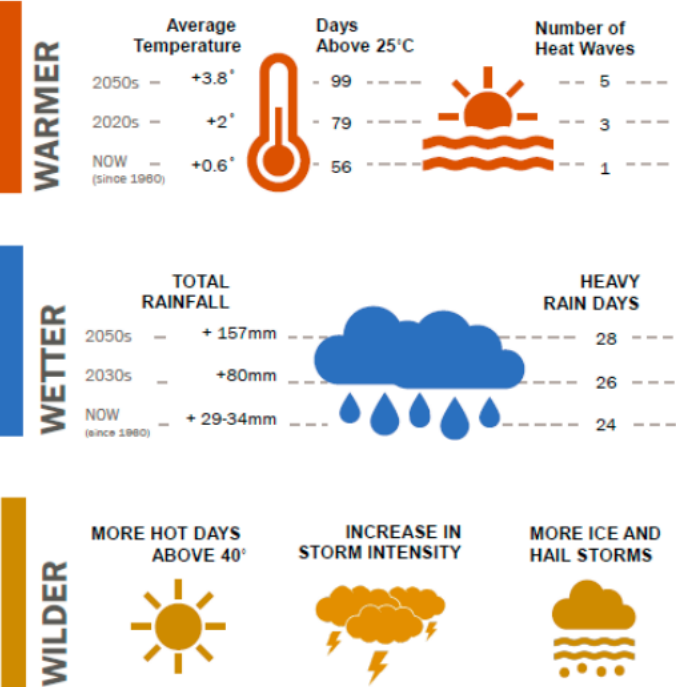 WARMER
Average
Temperature
Days
Above 25°C
Number of
Heat Waves
2050s
+3.8°
99
5
2020s
+2°
79
3
NOW
(since 1960)
+0.6°
56
1
WETTER
TOTAL
RAINFALL
HEAVY
RAIN DAYS
2050s
+ 157mm
28
2030s
+80mm
26
NOW
(since 1960)
+ 29-34mm
24
WILDER
MORE HOT DAYS
ABOVE 40°
INCREASE IN
STORM INTENSITY
MORE ICE AND
HAIL STORMS